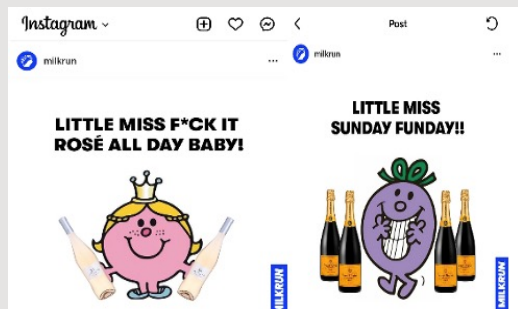 Instagram
milkrun
LITTLE MISS F*CK IT
ROSÉ ALL DAY BABY!
MILKRUN
Post
milkrun
LITTLE MISS
SUNDAY FUNDAY!!
MILKRUN